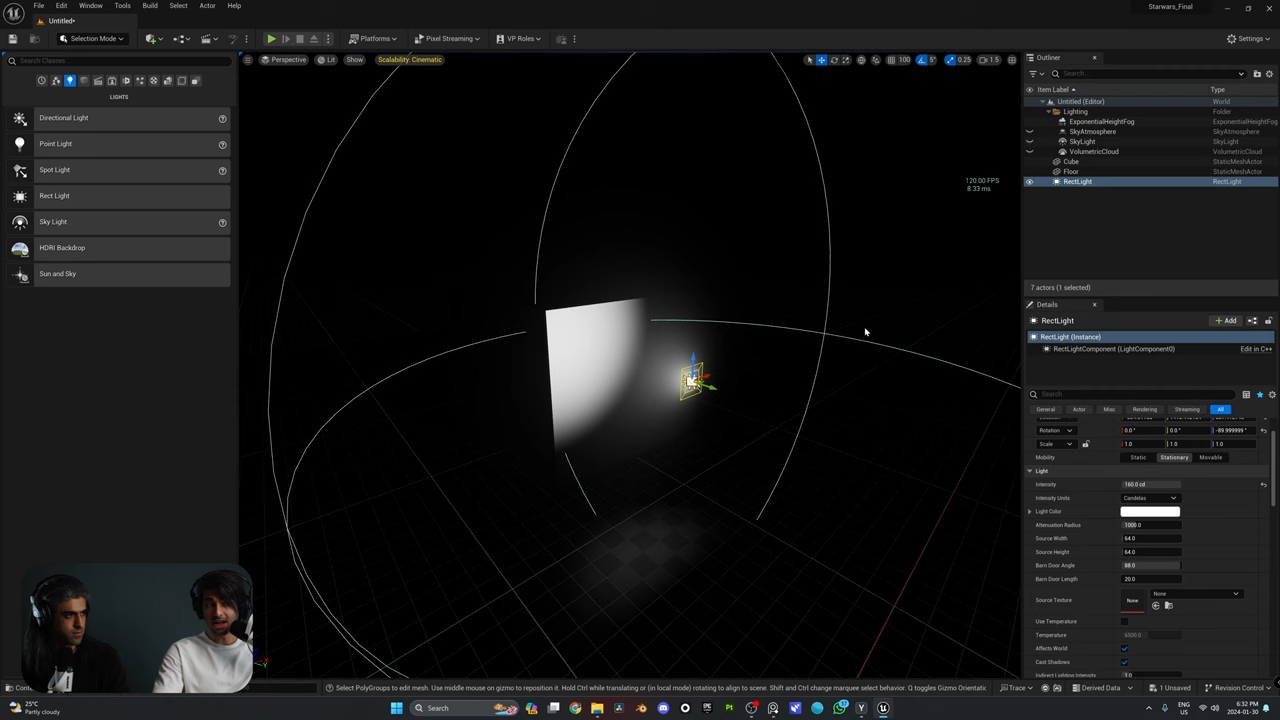 File
Edit
Window
Tools
Build
Select
Actor
Help
Starwars_Final
Untitled*
Selection Mode
Platforms
Pixel Streaming
VP Roles
Settings
Search Classes
LIGHTS
Directional Light
Point Light
Spot Light
Rect Light
Sky Light
HDRI Backdrop
Sun and Sky
Perspective
Lit
Show
Scalability: Cinematic
100
5°
0.25
1.5
120.00 FPS
8.33 ms
Outliner
Search...
Item Label
Type
Untitled (Editor)
World
Lighting
Folder
ExponentialHeightFog
ExponentialHeightFog
SkyAtmosphere
SkyAtmosphere
SkyLight
SkyLight
VolumetricCloud
VolumetricCloud
Cube
StaticMeshActor
Floor
StaticMeshActor
RectLight
RectLight
7 actors (1 selected)
Details
RectLight
Add
RectLight (Instance)
RectLightComponent (LightComponent0)
Edit in C++
Search
General
Actor
Misc
Rendering
Streaming
All
Rotation
0.0 °
0.0 °
-89.999999 °
Scale
1.0
1.0
1.0
Mobility
Static
Stationary
Movable
Light
Intensity
160.0 cd
Intensity Units
Candelas
Light Color
Attenuation Radius
1000.0
Source Width
64.0
Source Height
64.0
Barn Door Angle
88.0
Barn Door Length
20.0
Source Texture
None
None
Use Temperature
Temperature
6500.0
Affects World
Cast Shadows
Indirect Lighting Intensity
1.0
Select PolyGroups to edit mesh. Use middle mouse on gizmo to reposition it. Hold Ctrl while translating or (in local mode) rotating to align to scene. Shift and Ctrl change marquee select behavior. Q toggles Gizmo Orientatic
Trace
Derived Data
1 Unsaved
Revision Control
25°C
Partly cloudy
Search
ENG
US
6:32 PM
2024-01-30